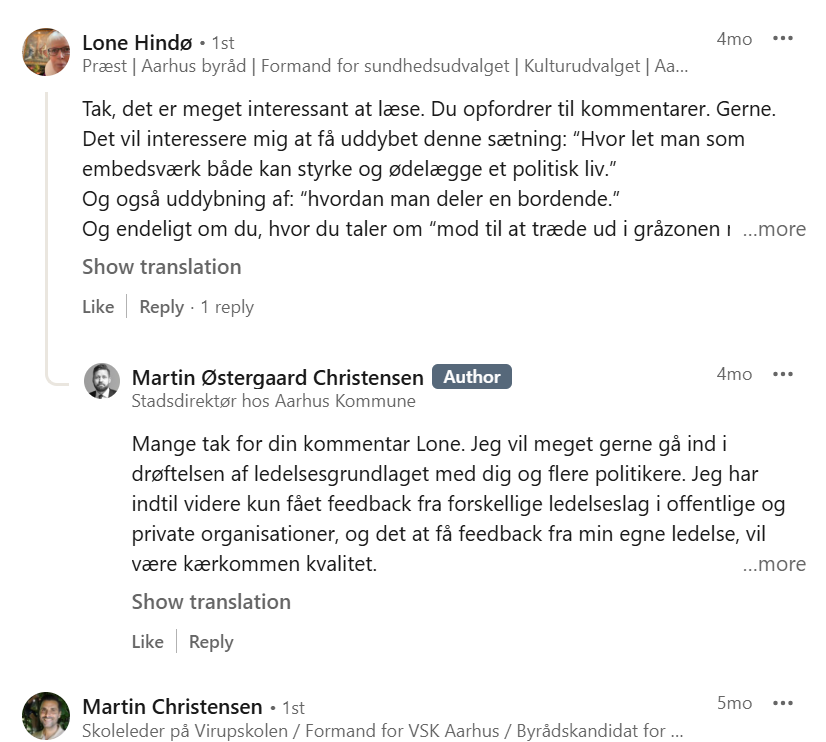 Lone Hindø • 1st
4mo •••
Præst | Aarhus byråd | Formand for sundhedsudvalget | Kulturudvalget | Aa...
Tak, det er meget interessant at læse. Du opfordrer til kommentarer. Gerne.
Det vil interessere mig at få uddybet denne sætning: “Hvor let man som
embedsværk både kan styrke og ødelægge et politisk liv.”
Og også uddybning af: “hvordan man deler en bordende.”
Og endeligt om du, hvor du taler om “mod til at træde ud i gråzonen ...more
Show translation
Like | Reply · 1 reply
Martin Østergaard Christensen Author
4mo •••
Stadsdirektør hos Aarhus Kommune
Mange tak for din kommentar Lone. Jeg vil meget gerne gå ind i
drøftelsen af ledelsesgrundlaget med dig og flere politikere. Jeg har
indtil videre kun fået feedback fra forskellige ledelseslag i offentlige og
private organisationer, og det at få feedback fra min egne ledelse, vil
være kærkommen kvalitet. ...more
Show translation
Like | Reply
Martin Christensen • 1st
5mo •••
Skoleleder på Virupskolen / Formand for VSK Aarhus / Byrådskandidat for ...